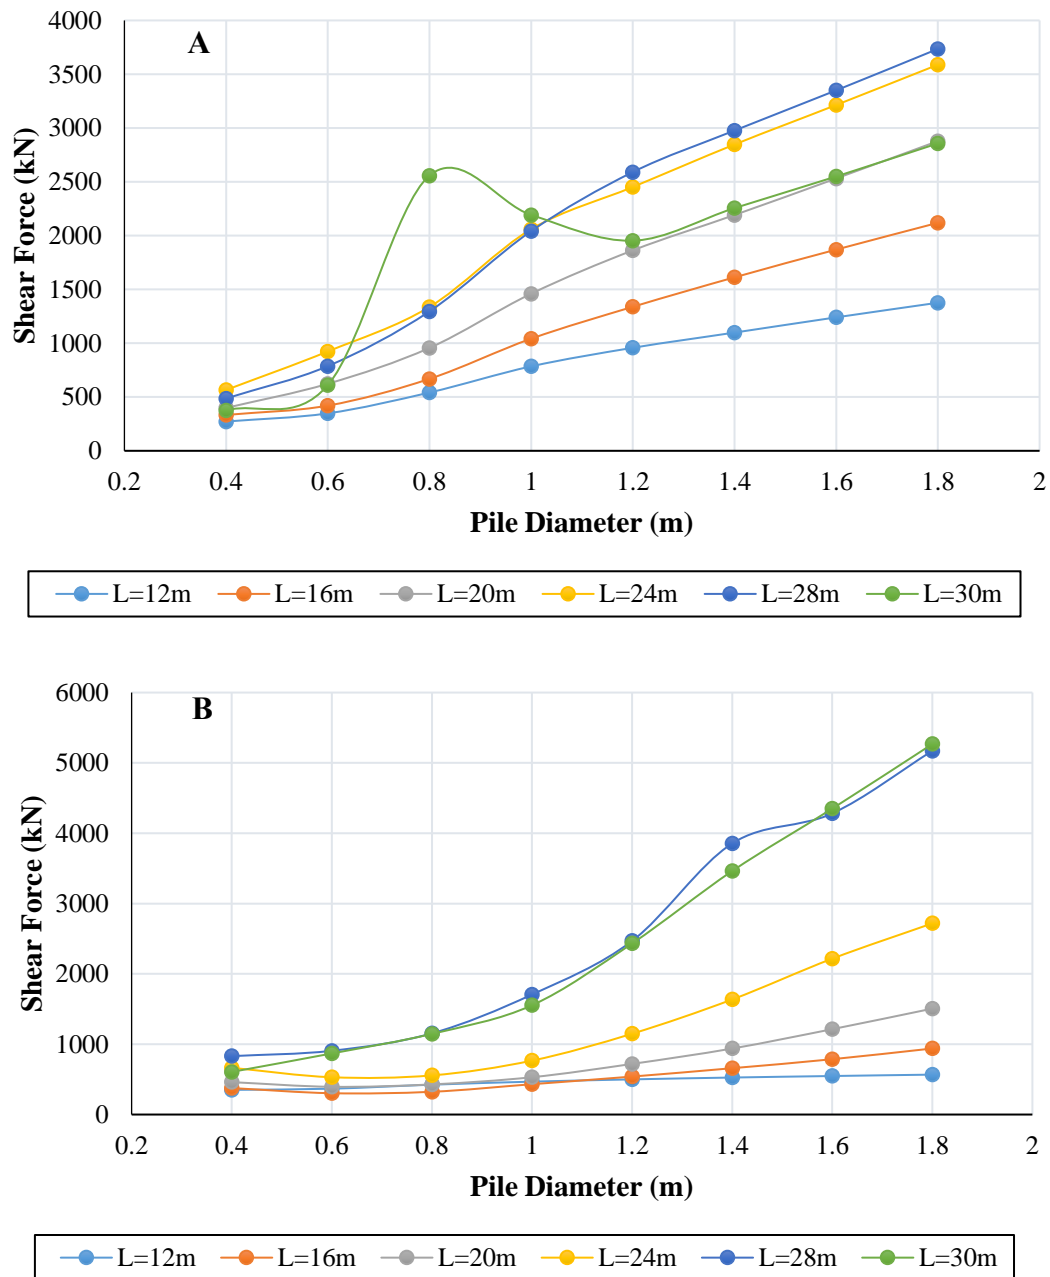 A
4000
3500
3000
2500
2000
1500
1000
500
0
Shear Force (kN)
0.2 0.4 0.6 0.8 1 1.2 1.4 1.6 1.8 2
Pile Diameter (m)
L=12m L=16m L=20m L=24m L=28m L=30m
B
6000
5000
4000
3000
2000
1000
0
Shear Force (kN)
0.2 0.4 0.6 0.8 1 1.2 1.4 1.6 1.8 2
Pile Diameter (m)
L=12m L=16m L=20m L=24m L=28m L=30m